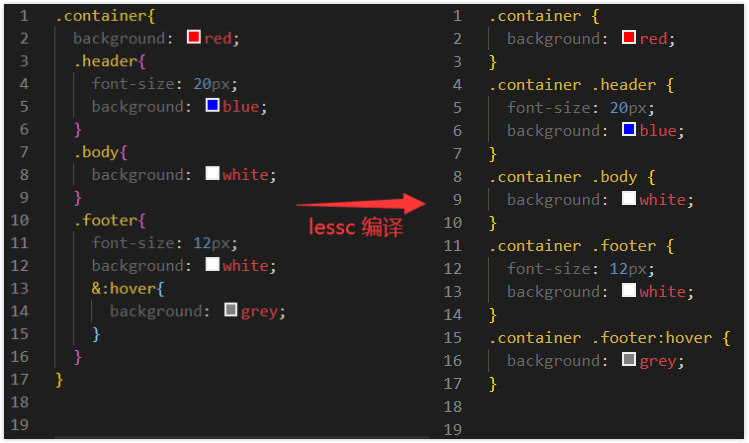 1 .container{
2 background: red;
3 .header{
4 font-size: 20px;
5 background: blue;
6 }
7 .body{
8 background: white;
9 }
10 .footer{
11 font-size: 12px;
12 background: white;
13 &:hover{
14 background: grey;
15 }
16 }
17 }
18
19
lessc 编译
1 .container {
2 background: red;
3 }
4 .container .header {
5 font-size: 20px;
6 background: blue;
7 }
8 .container .body {
9 background: white;
10 }
11 .container .footer {
12 font-size: 12px;
13 background: white;
14 }
15 .container .footer:hover {
16 background: grey;
17 }
18
19